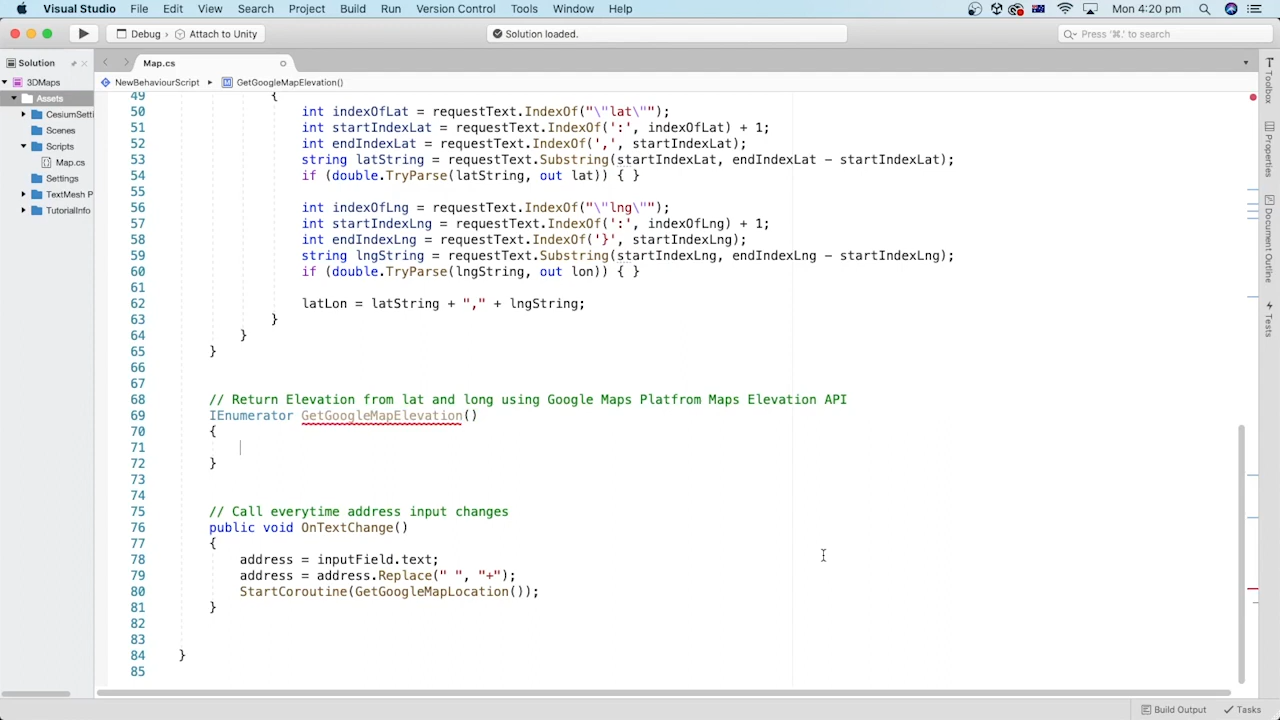 Visual Studio File Edit View Search Project Build Run Version Control Tools Window Help Mon 4:20 pm
Debug › Attach to Unity
Solution loaded.
Press '⌘.' to search
Solution
3DMaps
Assets
CesiumSetti
Scenes
Scripts
Map.cs
Settings
TextMesh P
TutorialInfo
Map.cs
NewBehaviourScript ▸ GetGoogleMapElevation()
49 {
50 int indexOfLat = requestText.IndexOf("\"lat\"");
51 int startIndexLat = requestText.IndexOf(':', indexOfLat) + 1;
52 int endIndexLat = requestText.IndexOf(',', startIndexLat);
53 string latString = requestText.Substring(startIndexLat, endIndexLat - startIndexLat);
54 if (double.TryParse(latString, out lat)) { }
55
56 int indexOfLng = requestText.IndexOf("\"lng\"");
57 int startIndexLng = requestText.IndexOf(':', indexOfLng) + 1;
58 int endIndexLng = requestText.IndexOf('}', startIndexLng);
59 string lngString = requestText.Substring(startIndexLng, endIndexLng - startIndexLng);
60 if (double.TryParse(lngString, out lon)) { }
61
62 latLon = latString + "," + lngString;
63 }
64 }
65 }
66
67
68 // Return Elevation from lat and long using Google Maps Platfrom Maps Elevation API
69 IEnumerator GetGoogleMapElevation()
70 {
71
72 }
73
74
75 // Call everytime address input changes
76 public void OnTextChange()
77 {
78 address = inputField.text;
79 address = address.Replace(" ", "+");
80 StartCoroutine(GetGoogleMapLocation());
81 }
82
83
84 }
85
Toolbox
Properties
Document Outline
Tests
Build Output
Tasks